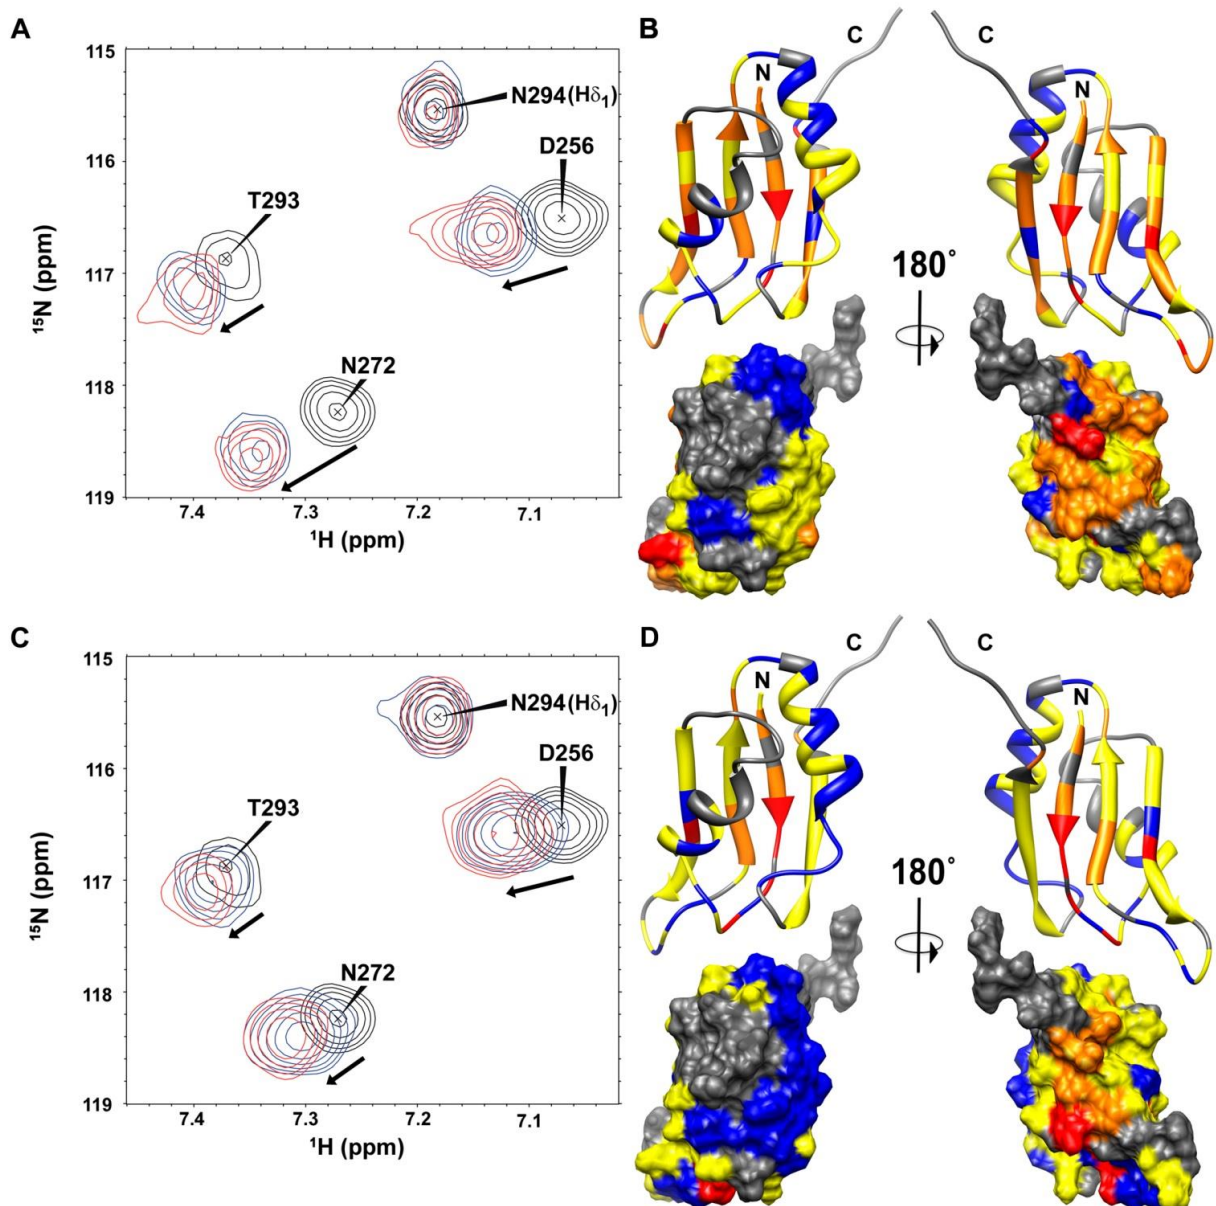 A
115
116
117
118
119
¹⁵N (ppm)
7.4
7.3
7.2
7.1
¹H (ppm)
N294(Hδ₁)
D256
T293
N272
B
C
C
N
N
180°
C
115
116
117
118
119
¹⁵N (ppm)
7.4
7.3
7.2
7.1
¹H (ppm)
N294(Hδ₁)
D256
T293
N272
D
C
C
N
N
180°